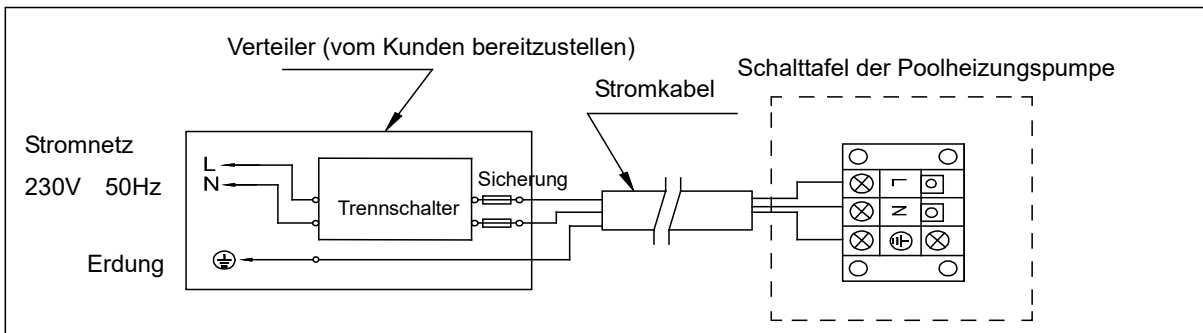 Verteiler (vom Kunden bereitzustellen)
Schalttafel der Poolheizungspumpe
Stromkabel
Stromnetz
230V 50Hz
L
N
Sicherung
Trennschalter
Erdung
L
N